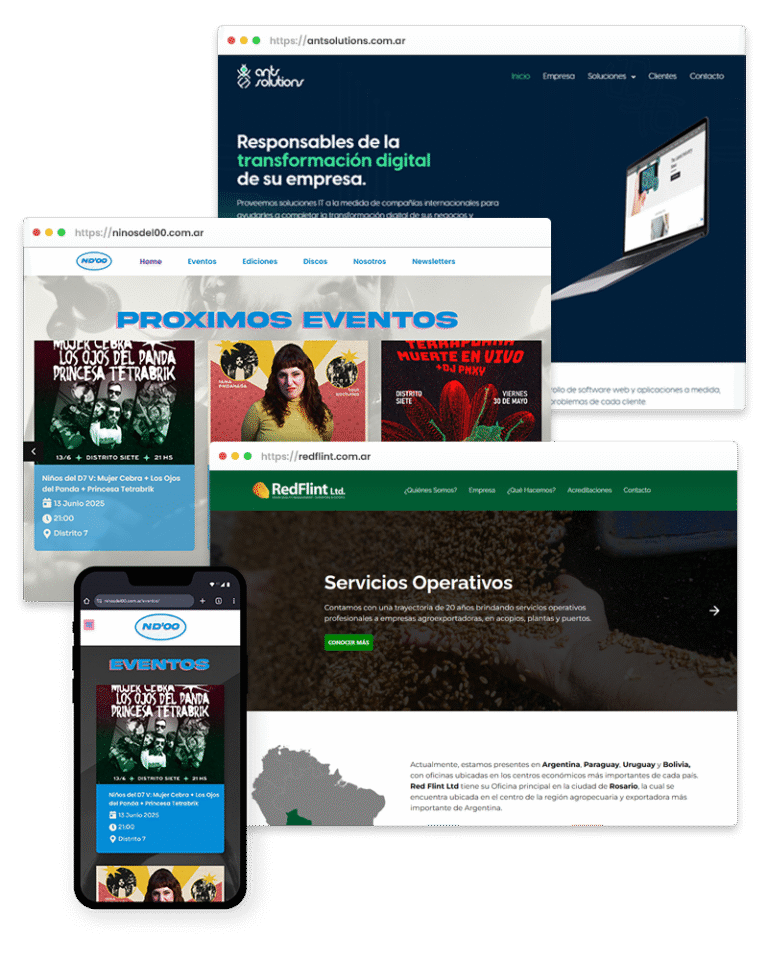 https://antsolutions.com.ar
ants solutions
Inicio Empresa Soluciones Clientes Contacto
Responsables de la
transformación digital
de su empresa.
Proveemos soluciones IT a la medida de compañías internacionales para
ayudarles a completar la transformación digital de sus negocios y
rollo de software web y aplicaciones a medida,
problemas de cada cliente
https://ninosdel00.com.ar
ND'00
Home Eventos Ediciones Discos Nosotros Newsletters
PROXIMOS EVENTOS
MUJER CEBRA
LOS OJOS DEL PANDA
PRINCESA TETRABRIK
13/6 + DISTRITO SIETE + 21 HS
Niños del D7 V: Mujer Cebra + Los Ojos
del Panda + Princesa Tetrabrik
13 Junio 2025
21:00
Distrito 7
MUERTE EN VIVO
+DJ PHXY
DISTRITO
SIETE
VIERNES
30 DE MAYO
https://redflint.com.ar
RedFlint Ltd.
¿Quiénes Somos? Empresa ¿Qué Hacemos? Acreditaciones Contacto
Servicios Operativos
Contamos con una trayectoria de 20 años brindando servicios operativos
profesionales a empresas agroexportadoras, en acopios, plantas y puertos.
CONOCER MÁS
Actualmente, estamos presentes en Argentina, Paraguay, Uruguay y Bolivia,
con oficinas ubicadas en los centros económicos más importantes de cada país.
Red Flint Ltd tiene su Oficina principal en la ciudad de Rosario, la cual se
encuentra ubicada en el centro de la región agropecuaria y exportadora más
importante de Argentina.
ninosdel00.com.ar/eventos/
ND'00
EVENTOS
MUJER CEBRA
LOS OJOS DEL PANDA
PRINCESA TETRABRIK
13/6 + DISTRITO SIETE + 21 HS
Niños del D7 V: Mujer Cebra + Los Ojos
del Panda + Princesa Tetrabrik
13 Junio 2025
21:00
Distrito 7